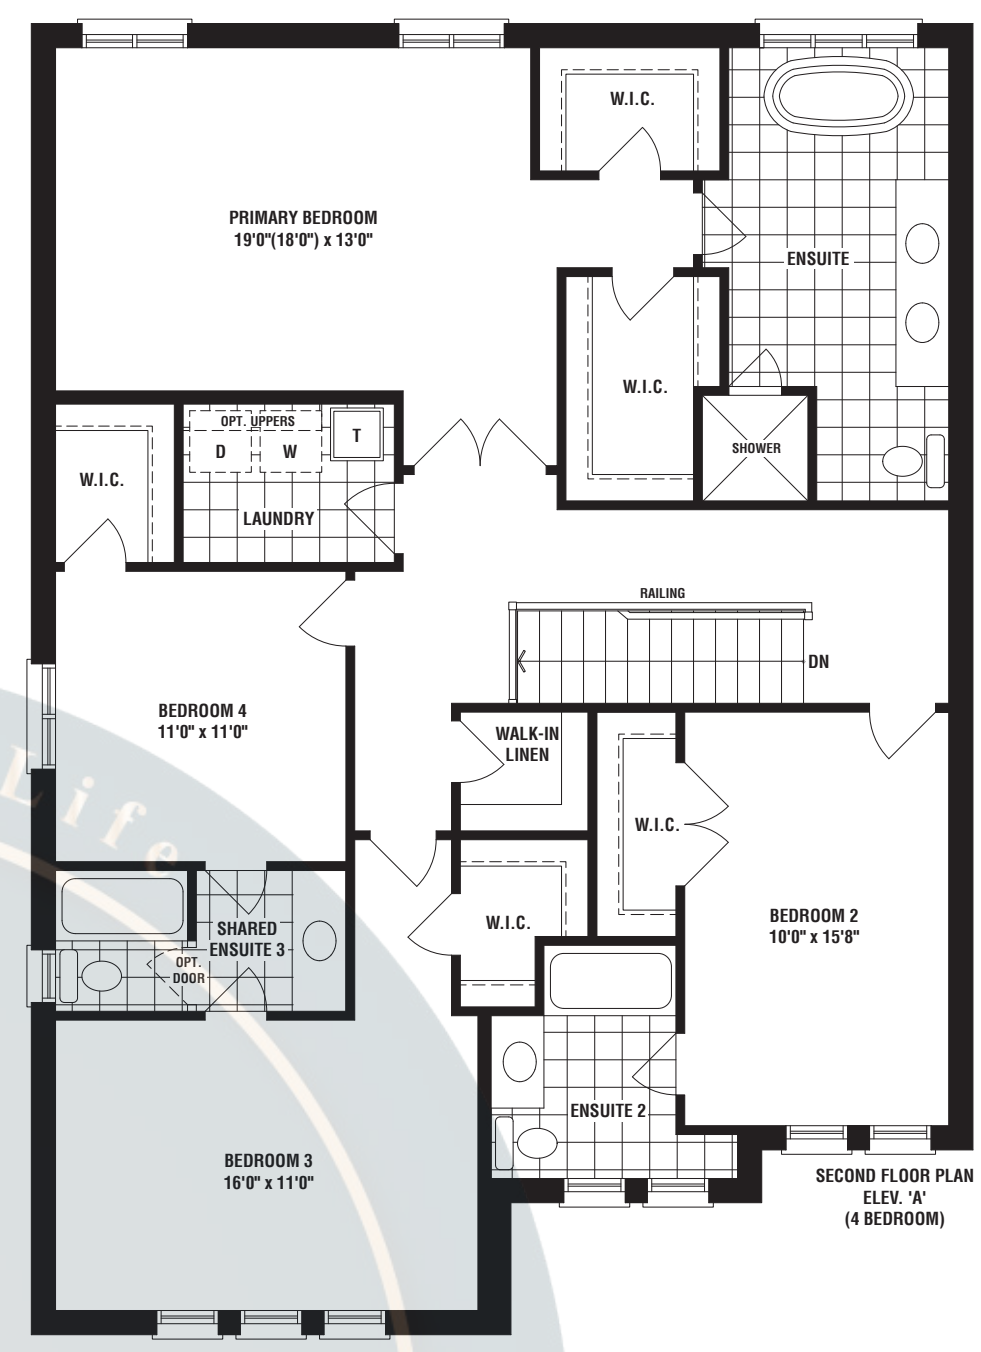 W.I.C.
PRIMARY BEDROOM
19'0"(18'0") x 13'0"
ENSUITE
W.I.C.
OPT. UPPERS
D
W
T
W.I.C.
SHOWER
LAUNDRY
RAILING
DN
BEDROOM 4
11'0" x 11'0"
WALK-IN
LINEN
Life
W.I.C.
W.I.C.
BEDROOM 2
10'0" x 15'8"
SHARED
ENSUITE 3
OPT.
DOOR
ENSUITE 2
BEDROOM 3
16'0" x 11'0"
SECOND FLOOR PLAN
ELEV. 'A'
(4 BEDROOM)